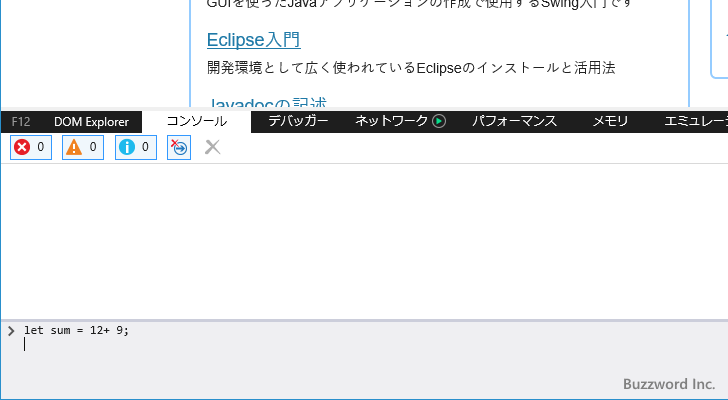 GUIを使ったJavaアプリケーションの作成で使用するSwing入門です
Eclipse入門
開発環境として広く使われているEclipseのインストールと活用法
Javadocの記述
F12 DOM Explorer コンソール デバッガー ネットワーク パフォーマンス メモリ エミュレーシ
0 0 0
let sum = 12+ 9;
Buzzword Inc.